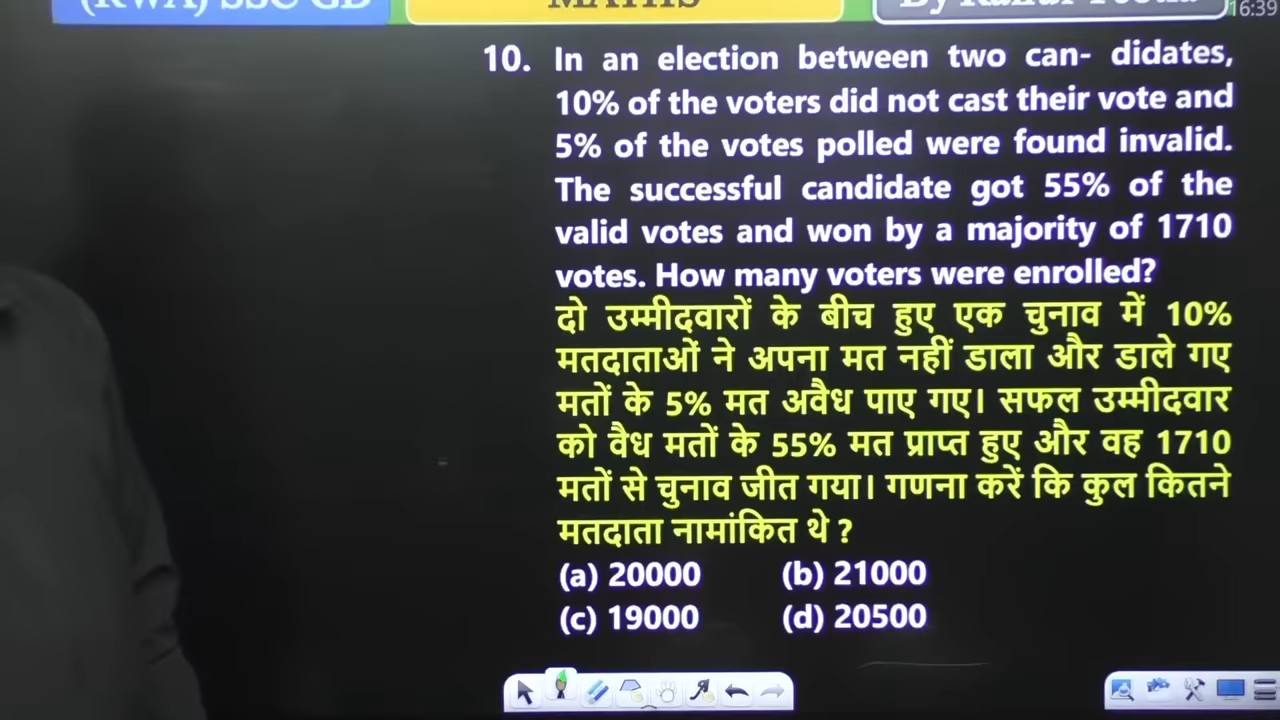 (RWA) SSC GD
MATHS
16:39
10. In an election between two can- didates,
10% of the voters did not cast their vote and
5% of the votes polled were found invalid.
The successful candidate got 55% of the
valid votes and won by a majority of 1710
votes. How many voters were enrolled?
दो उम्मीदवारों के बीच हुए एक चुनाव में 10%
मतदाताओं ने अपना मत नहीं डाला और डाले गए
मतों के 5% मत अवैध पाए गए। सफल उम्मीदवार
को वैध मतों के 55% मत प्राप्त हुए और वह 1710
मतों से चुनाव जीत गया। गणना करें कि कुल कितने
मतदाता नामांकित थे ?
(a) 20000 (b) 21000
(c) 19000 (d) 20500